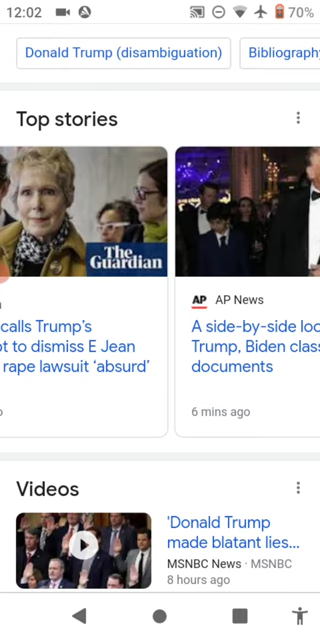 12:02
70%
Donald Trump (disambiguation)
Bibliography
Top stories
The
Guardian
calls Trump's
t to dismiss E Jean
rape lawsuit ‘absurd’
AP AP News
A side-by-side loo
Trump, Biden clas
documents
6 mins ago
Videos
'Donald Trump
made blatant lies...
MSNBC News · MSNBC
8 hours ago